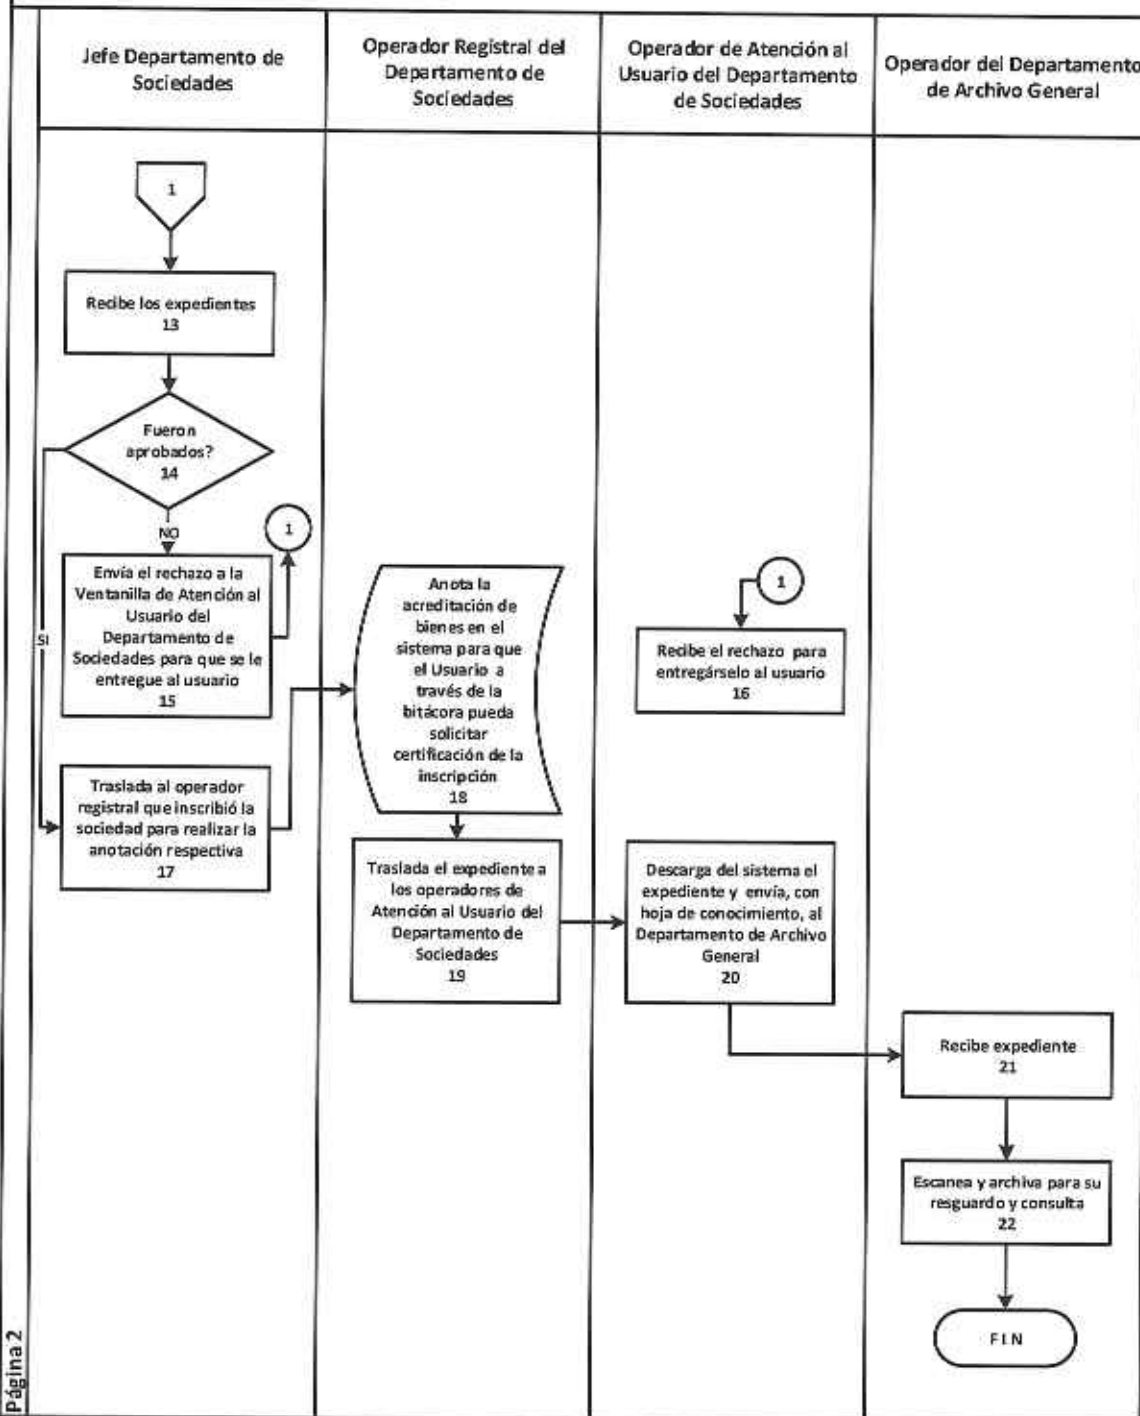 Jefe Departamento de
Sociedades
Operador Registral del
Departamento de
Sociedades
Operador de Atención al
Usuario del Departamento
de Sociedades
Operador del Departamento
de Archivo General
1
Recibe los expedientes
13
Fueron
aprobados?
14
NO
SI
1
Envía el rechazo a la
Ventanilla de Atención al
Usuario del
Departamento de
Sociedades para que se le
entregue al usuario
15
1
Recibe el rechazo para
entregárselo al usuario
16
Traslada al operador
registral que inscribió la
sociedad para realizar la
anotación respectiva
17
Anota la
acreditación de
bienes en el
sistema para que
el Usuario a
través de la
bitácora pueda
solicitar
certificación de la
inscripción
18
Traslada el expediente a
los operadores de
Atención al Usuario del
Departamento de
Sociedades
19
Descarga del sistema el
expediente y envía, con
hoja de conocimiento, al
Departamento de Archivo
General
20
Recibe expediente
21
Escanea y archiva para su
resguardo y consulta
22
FIN
Página 2